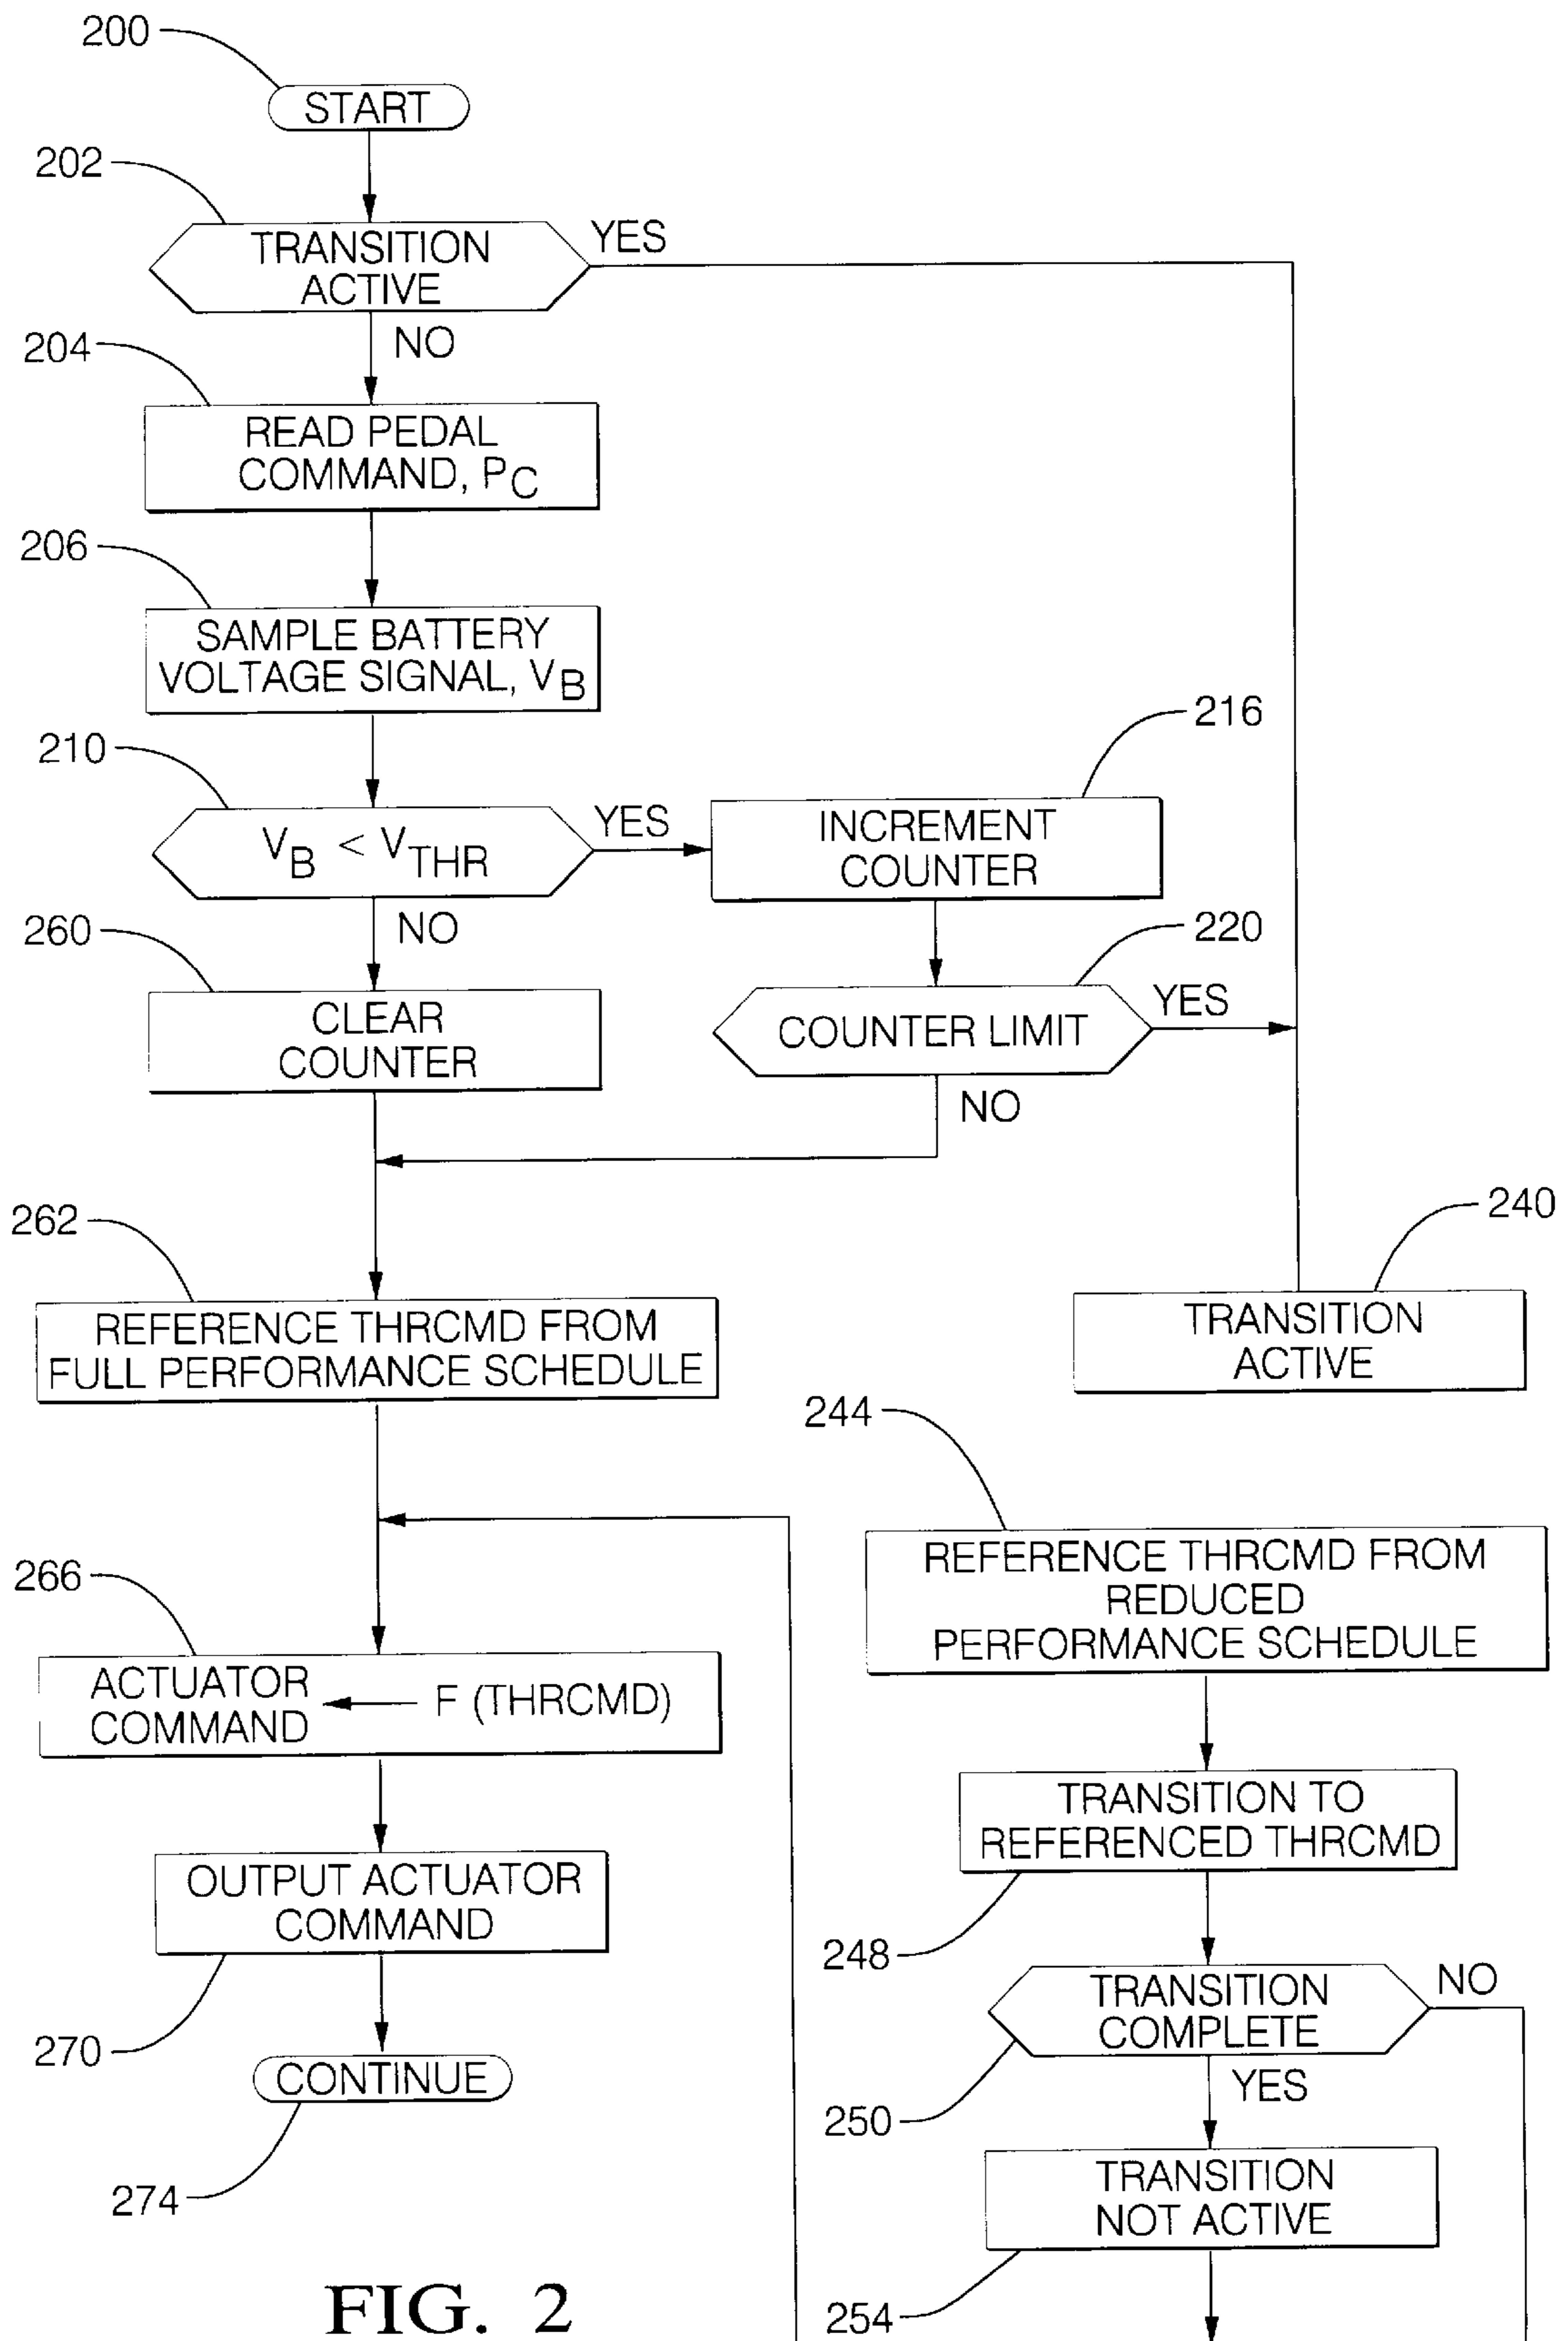 200
START
202
TRANSITION
ACTIVE
YES
NO
204
READ PEDAL
COMMAND, PC
206
SAMPLE BATTERY
VOLTAGE SIGNAL, VB
210
VB < VTHR
YES
NO
216
INCREMENT
COUNTER
220
COUNTER LIMIT
YES
NO
260
CLEAR
COUNTER
262
REFERENCE THRCMD FROM
FULL PERFORMANCE SCHEDULE
240
TRANSITION
ACTIVE
244
REFERENCE THRCMD FROM
REDUCED
PERFORMANCE SCHEDULE
266
ACTUATOR
COMMAND
F (THRCMD)
TRANSITION TO
REFERENCED THRCMD
248
OUTPUT ACTUATOR
COMMAND
270
TRANSITION
COMPLETE
NO
YES
250
CONTINUE
274
TRANSITION
NOT ACTIVE
254
FIG. 2